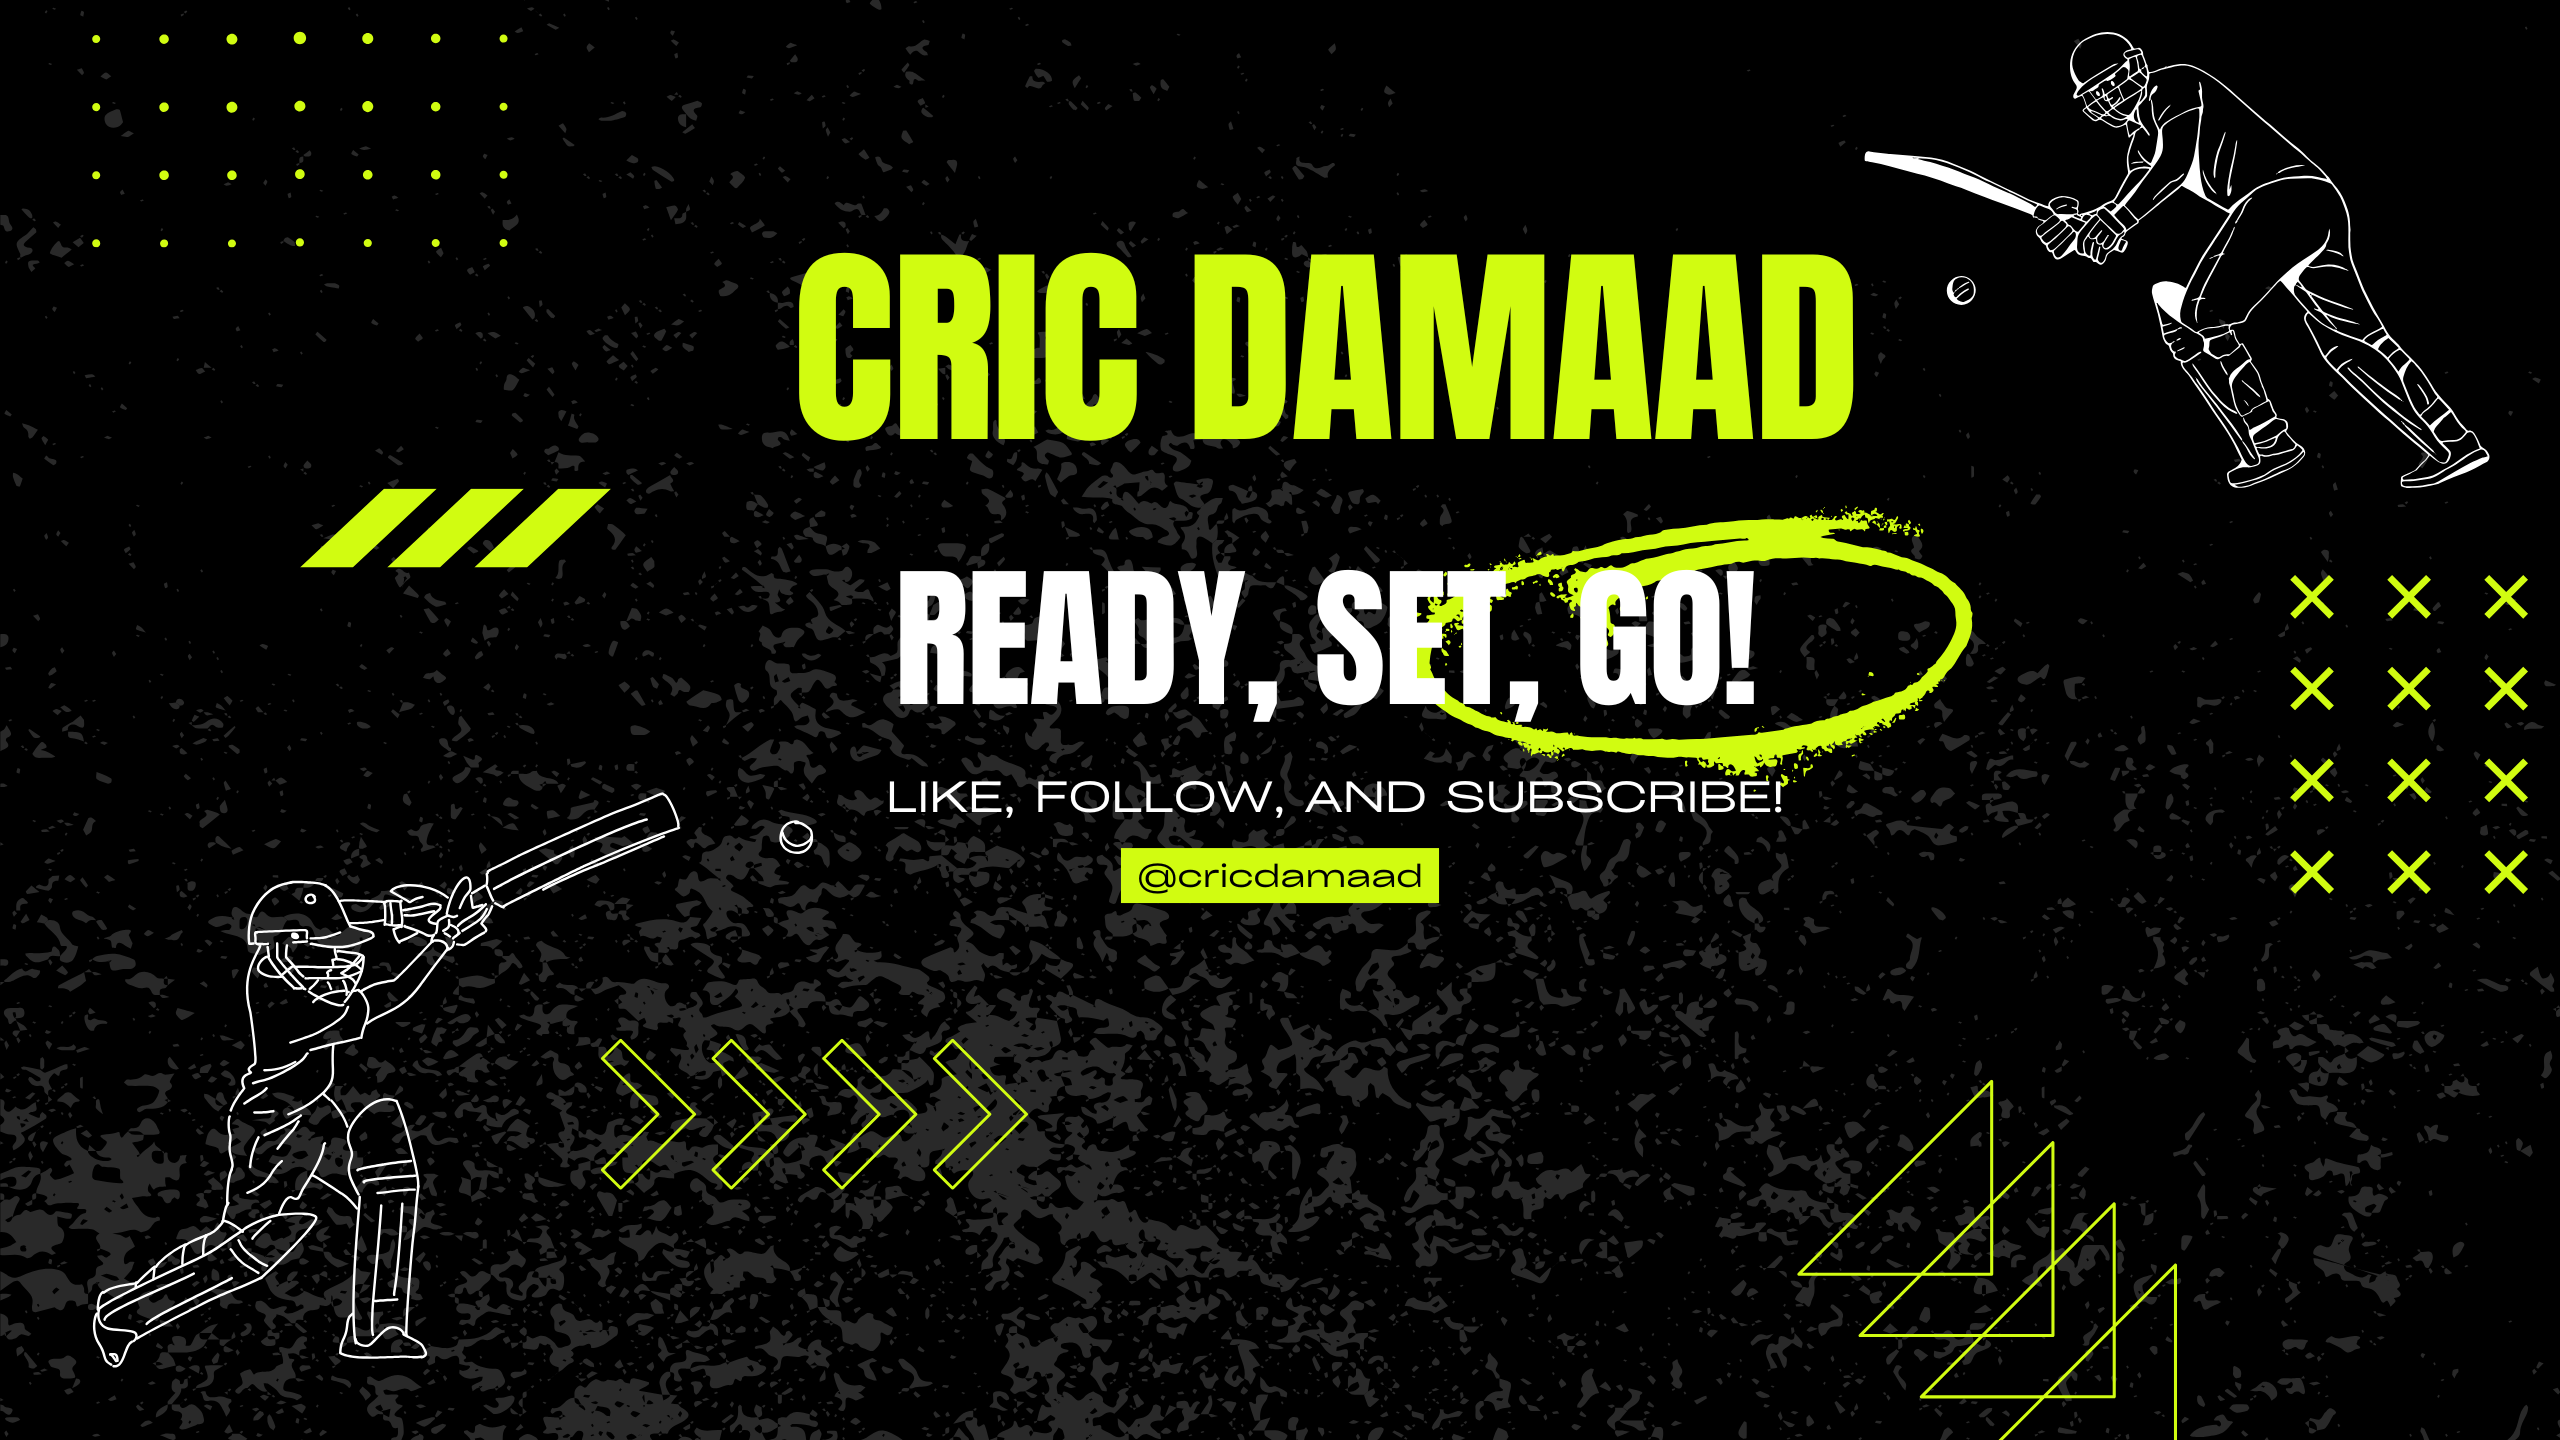 CRIC DAMAAD
READY, SET, GO!
LIKE, FOLLOW, AND SUBSCRIBE!
@cricdamaad